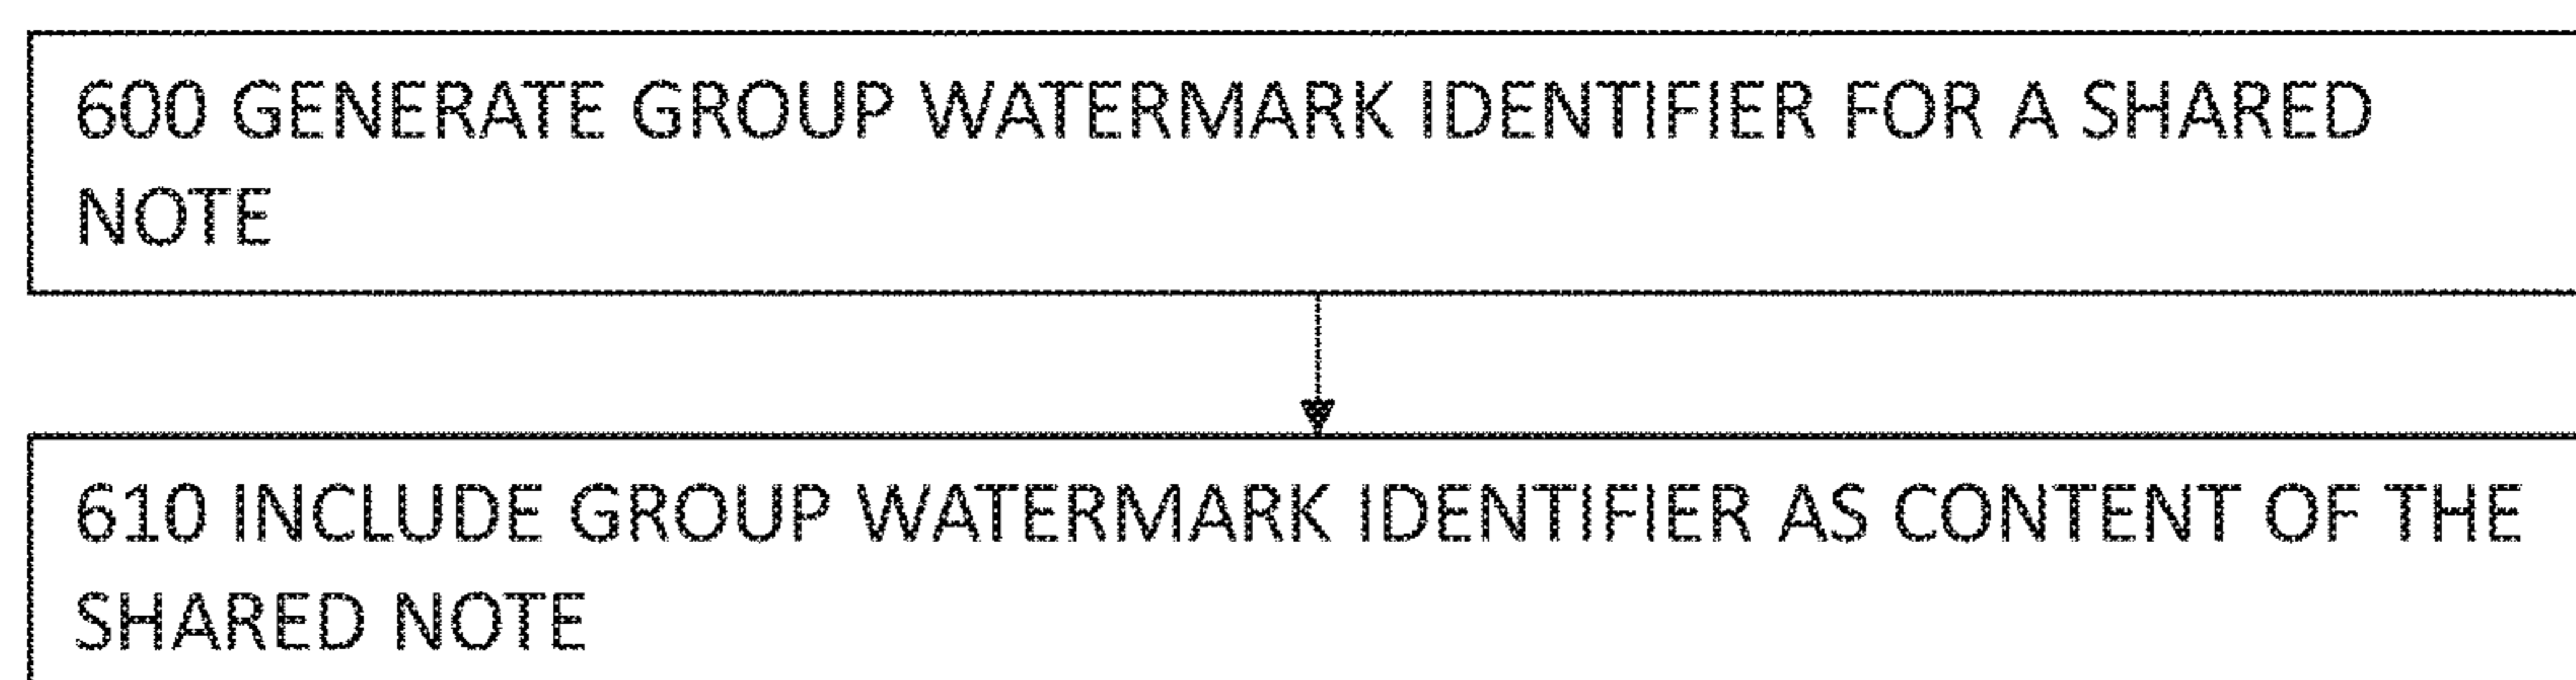 600 GENERATE GROUP WATERMARK IDENTIFIER FOR A SHARED
NOTE
610 INCLUDE GROUP WATERMARK IDENTIFIER AS CONTENT OF THE
SHARED NOTE